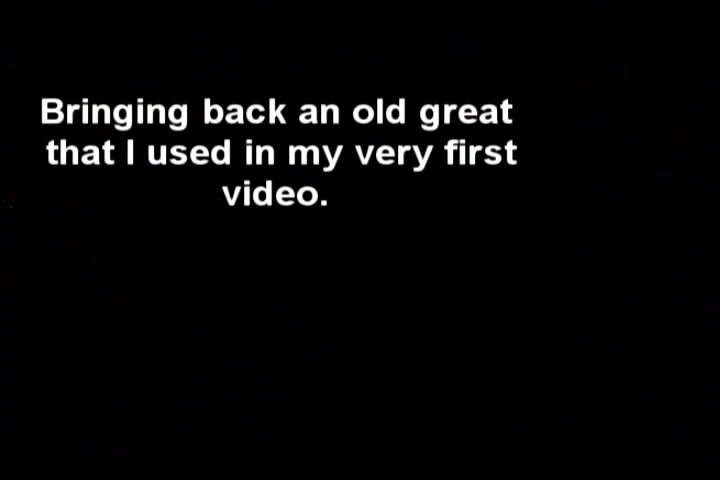 Bringing back an old great
that I used in my very first
video.